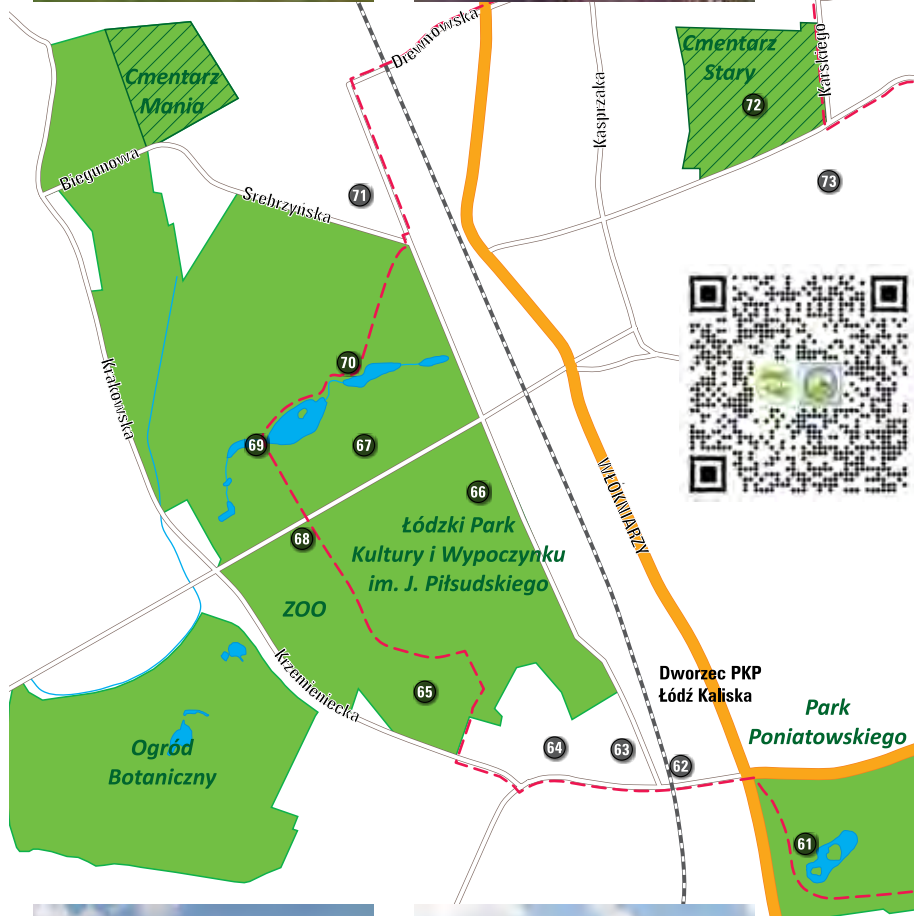 Drewnowska
Cmentarz
Mania
Cmentarz
Stary
Karskiego
72
Kasprzaka
Biegunowa
Srebrzyńska
71
73
Krakowska
70
69
67
66
WŁÓKNIARZY
Łódzki Park
Kultury i Wypoczynku
im. J. Piłsudskiego
68
ZOO
Krzemieniecka
65
Dworzec PKP
Łódź Kaliska
Park
Poniatowskiego
Ogród
Botaniczny
64
63
62
61